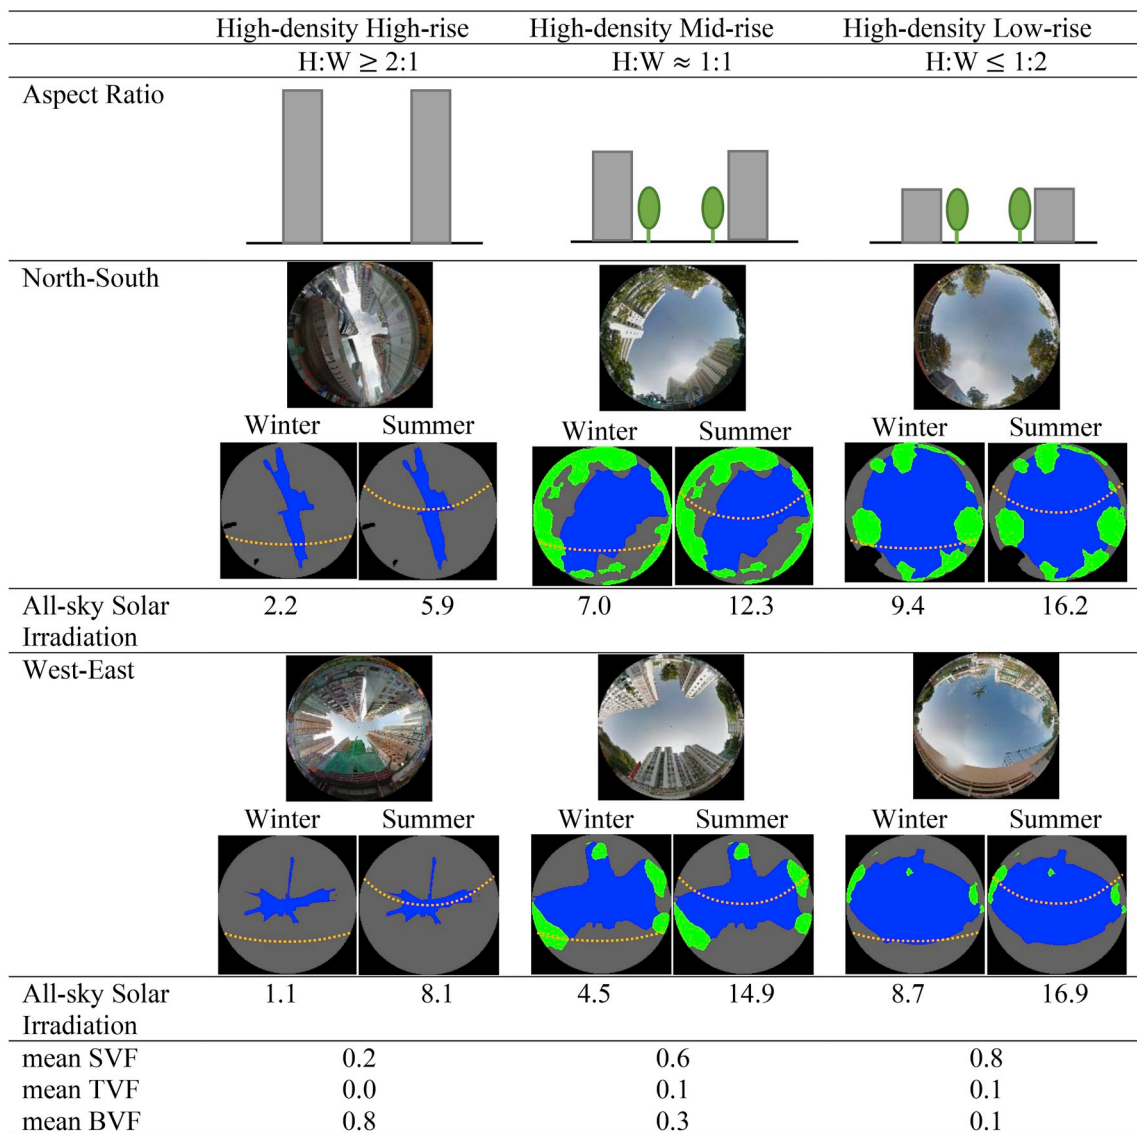 High-density High-rise High-density Mid-rise High-density Low-rise
H:W ≥ 2:1 H:W ≈ 1:1 H:W ≤ 1:2
Aspect Ratio
North-South
Winter Summer Winter Summer Winter Summer
All-sky Solar 2.2 5.9 7.0 12.3 9.4 16.2
Irradiation
West-East
Winter Summer Winter Summer Winter Summer
All-sky Solar 1.1 8.1 4.5 14.9 8.7 16.9
Irradiation
mean SVF 0.2 0.6 0.8
mean TVF 0.0 0.1 0.1
mean BVF 0.8 0.3 0.1